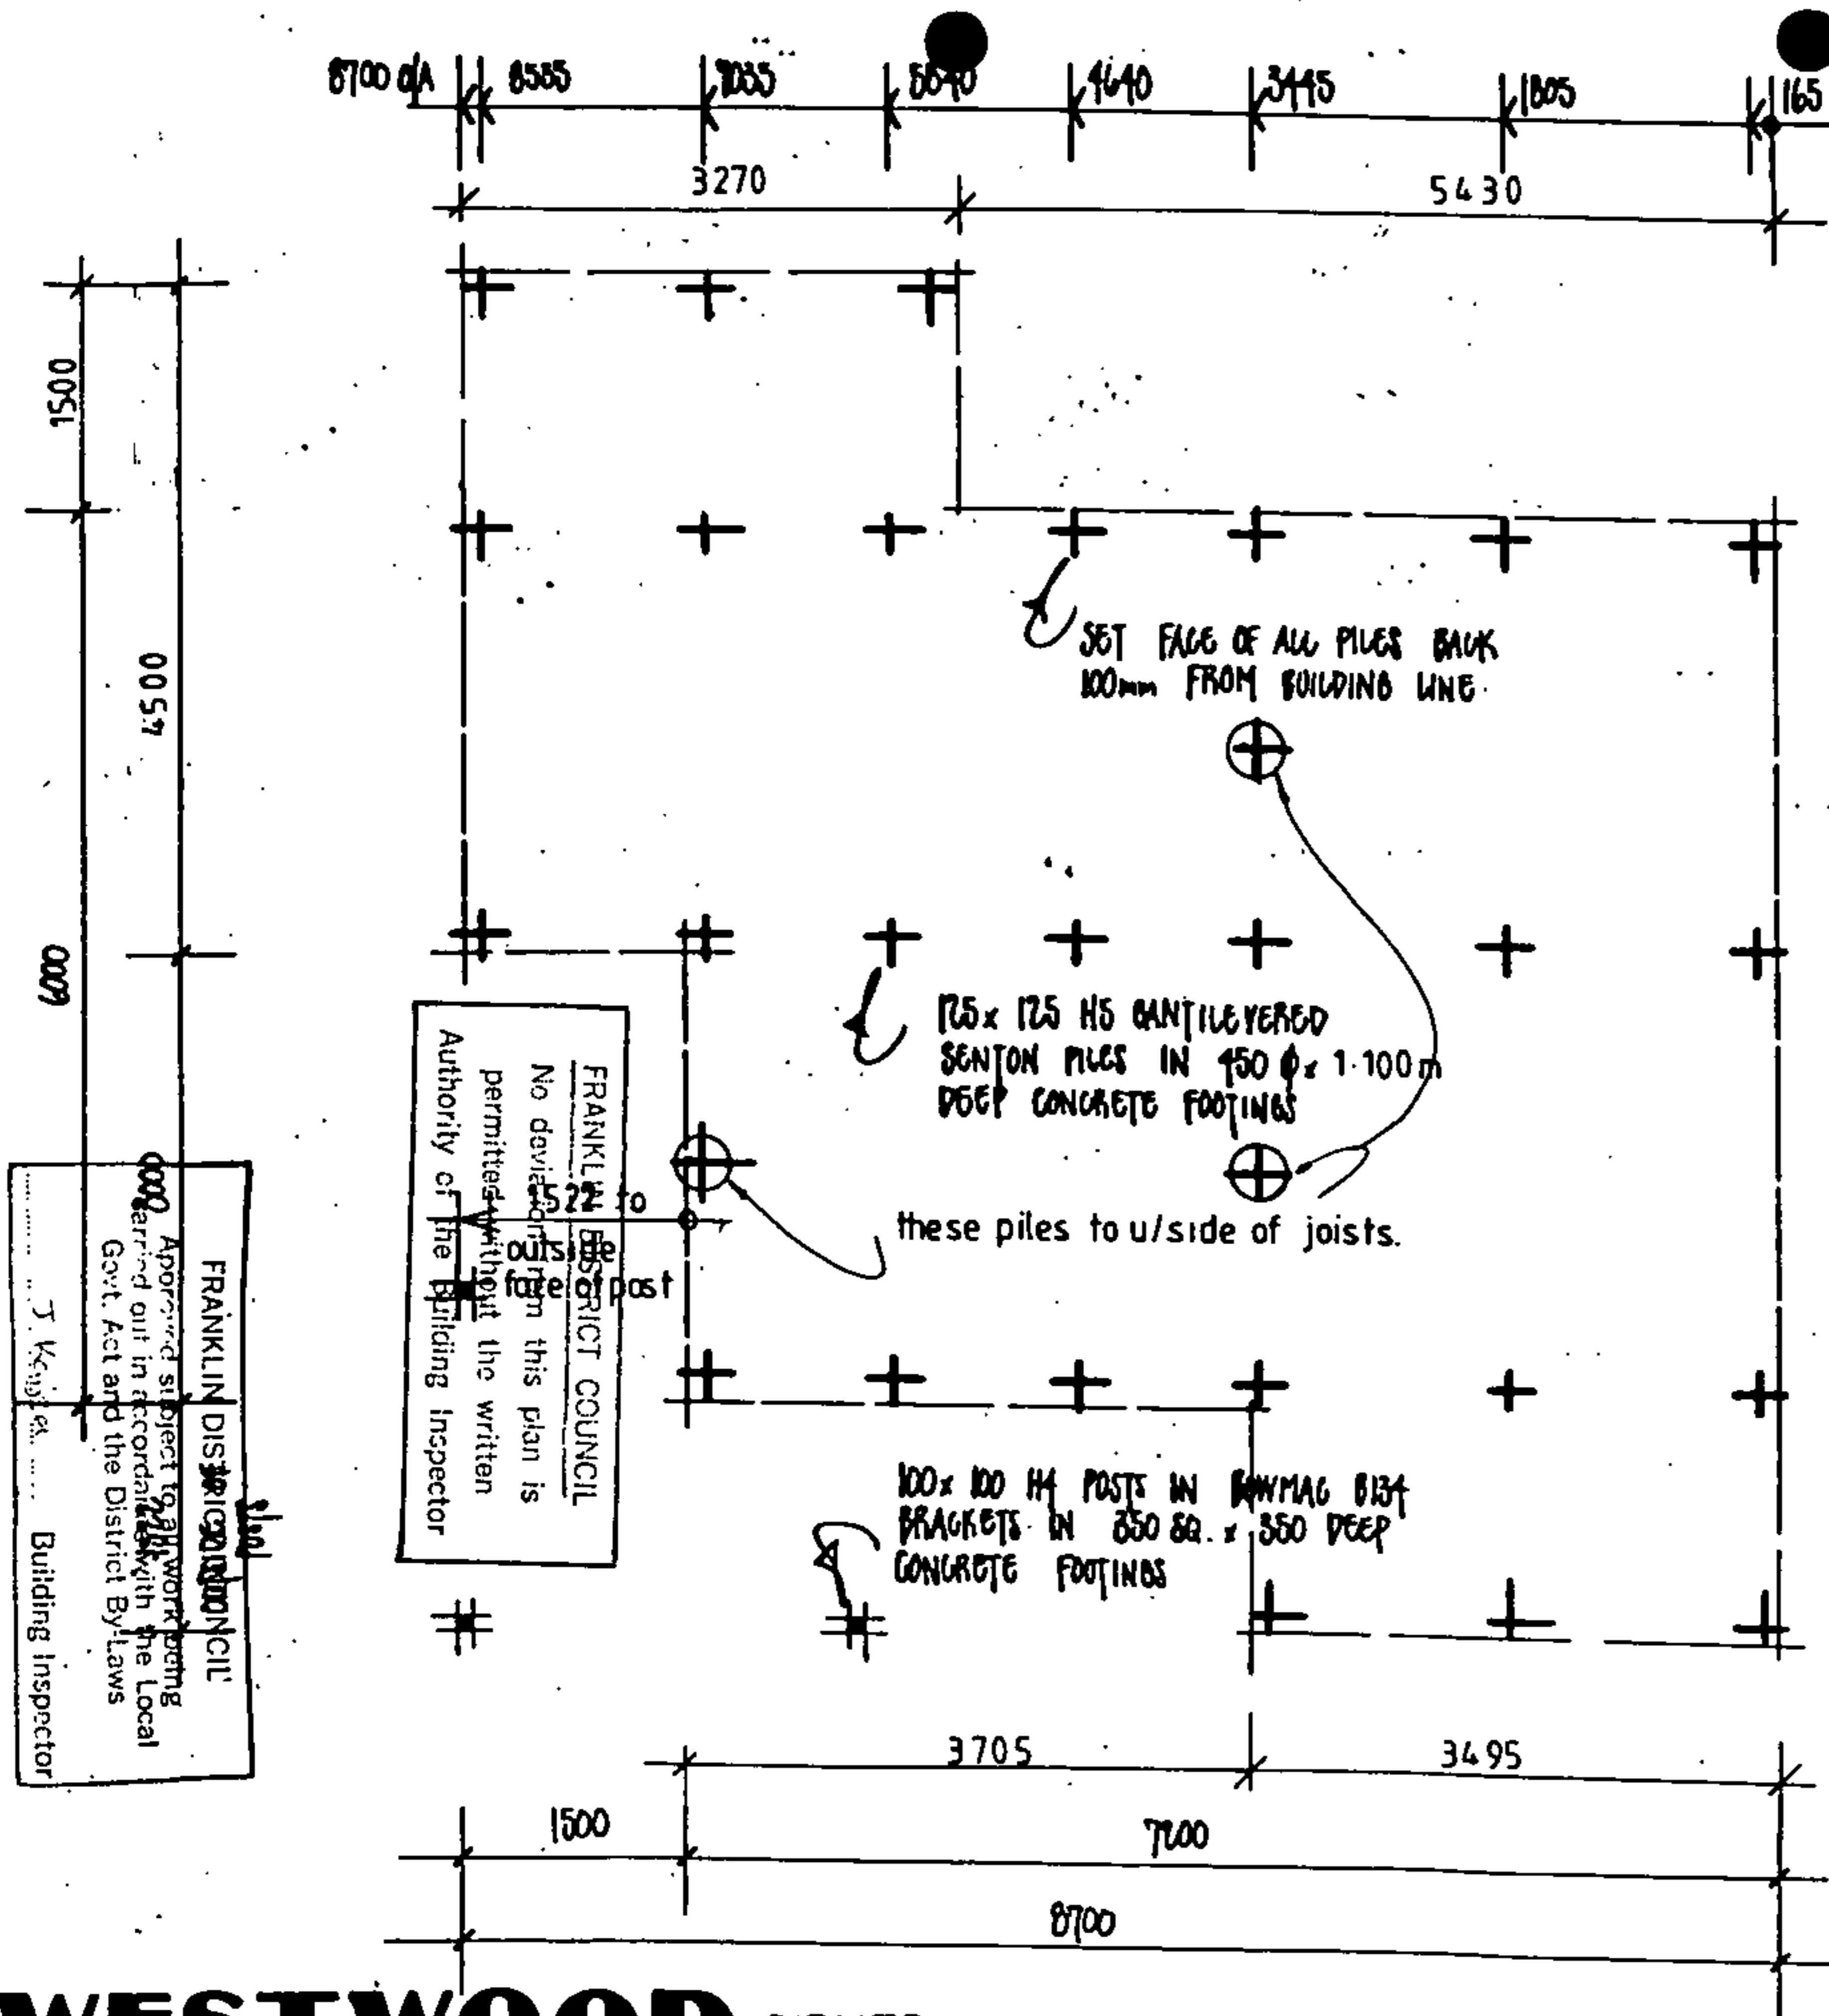 8700 O/A
8535
7035
5840
4640
3445
1805
165
3270
5430
1500
4500
6000
SET FACE OF ALL PILES BACK
100mm FROM BUILDING LINE.
125 x 125 H5 CANTILEVERED
SENTON PILES IN 450 φ x 1·100 m
DEEP CONCRETE FOOTINGS
these piles to u/side of joists.
1522 to
outside
face of post
FRANKLIN DISTRICT COUNCIL
No deviation from this plan is
permitted without the written
Authority of the Building Inspector
FRANKLIN DISTRICT COUNCIL
Approved subject to all work being
carried out in accordance with the Local
Govt. Act and the District By-Laws
Building Inspector
100 x 100 H4 POSTS IN BOWMAC B134
BRACKETS IN 350 SQ. x 350 DEEP
CONCRETE FOOTINGS
3705
3495
1500
7200
8700
WESTWOOD